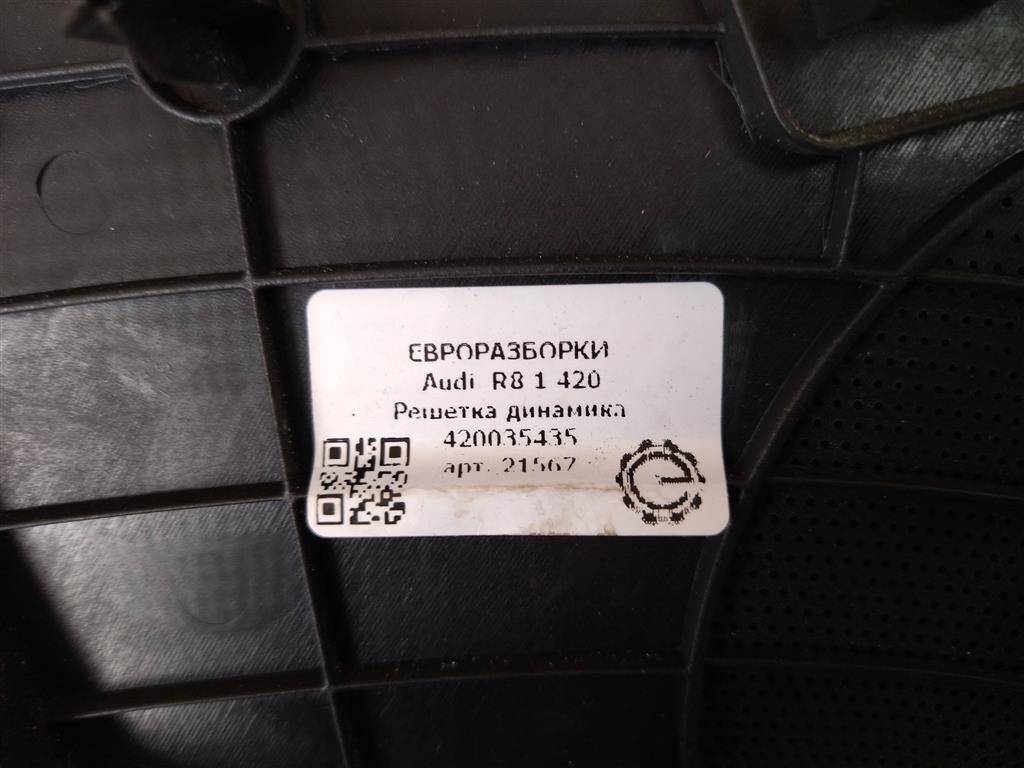 ЕВРОРАЗБОРКИ
Audi R8 1 420
Решетка динамика
420035435
арт. 21567